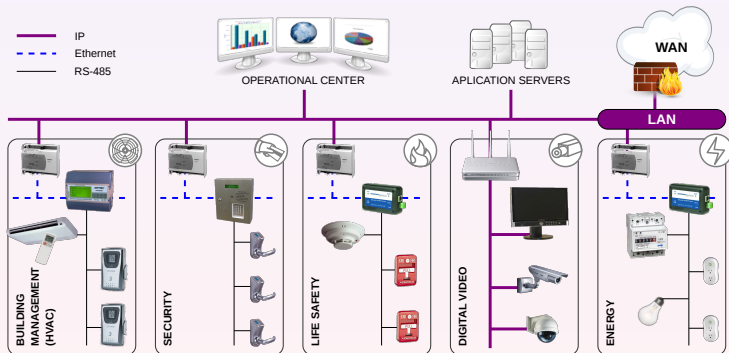 IP
Ethernet
RS-485
OPERATIONAL CENTER
APLICATION SERVERS
WAN
LAN
BUILDING
MANAGEMENT
(HVAC)
SECURITY
LIFE SAFETY
DIGITAL VIDEO
ENERGY